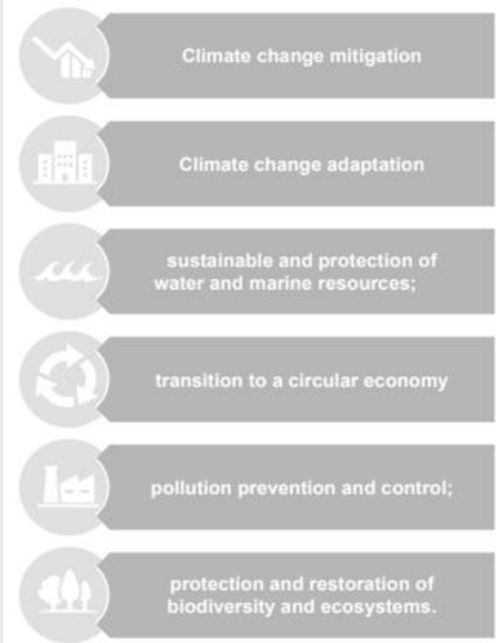 Climate change mitigation
Climate change adaptation
sustainable and protection of
water and marine resources;
transition to a circular economy
pollution prevention and control;
protection and restoration of
biodiversity and ecosystems.